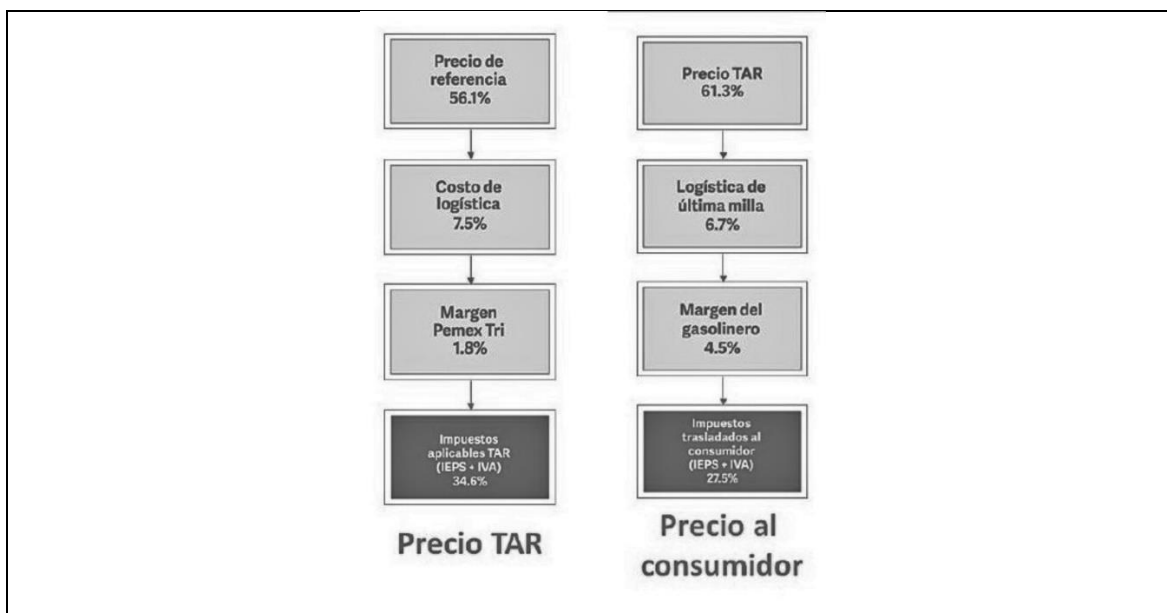 Precio de
referencia
56.1%
Costo de
logística
7.5%
Margen
Pemex Tri
1.8%
Impuestos
aplicables TAR
(IEPS + IVA)
34.6%
Precio TAR
Precio TAR
61.3%
Logística de
última milla
6.7%
Margen del
gasolinero
4.5%
Impuestos
trasladados al
consumidor
(IEPS + IVA)
27.5%
Precio al
consumidor